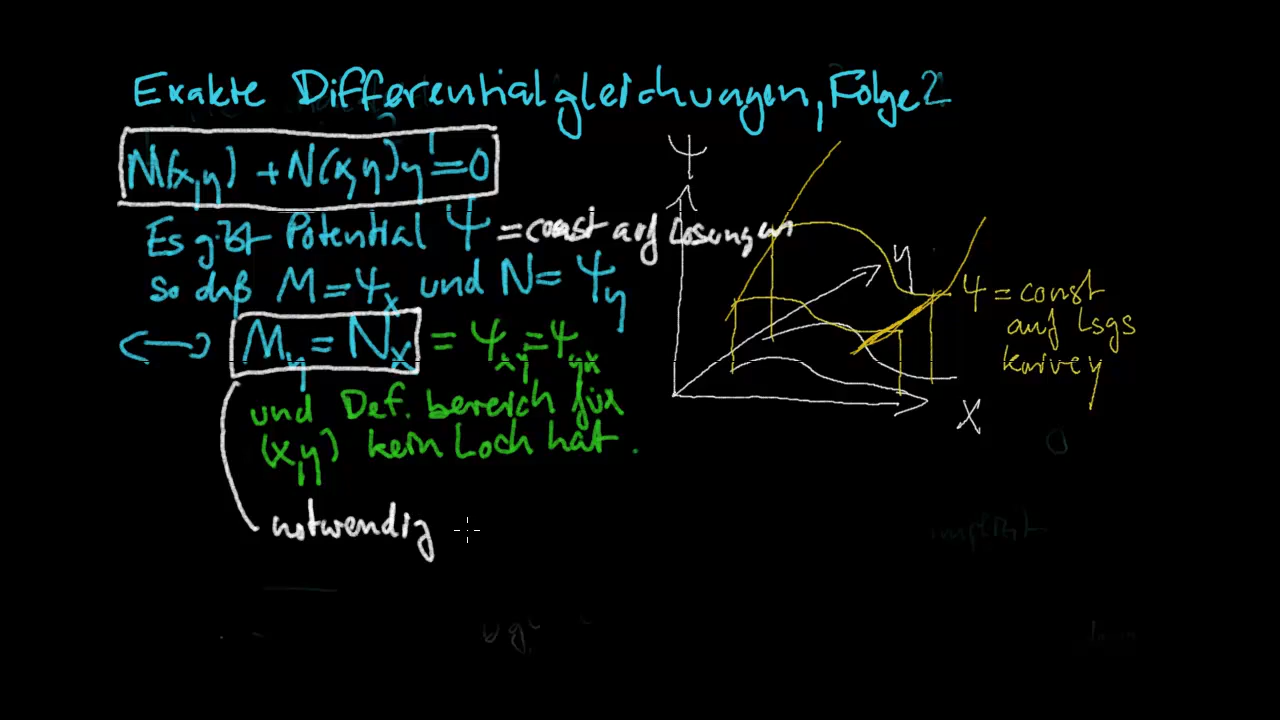 Exakte Differentialgleichungen, Folge 2
M(x,y) + N(x,y)y' = 0
Es gibt Potential Ψ = const auf Lösungen
so daß M = Ψx und N = Ψy
<—> My = Nx = Ψxy = Ψyx
und Def. bereich für
(x,y) kein Loch hat.
notwendig
Ψ
y
x
Ψ = const
auf Lsgs
kurven